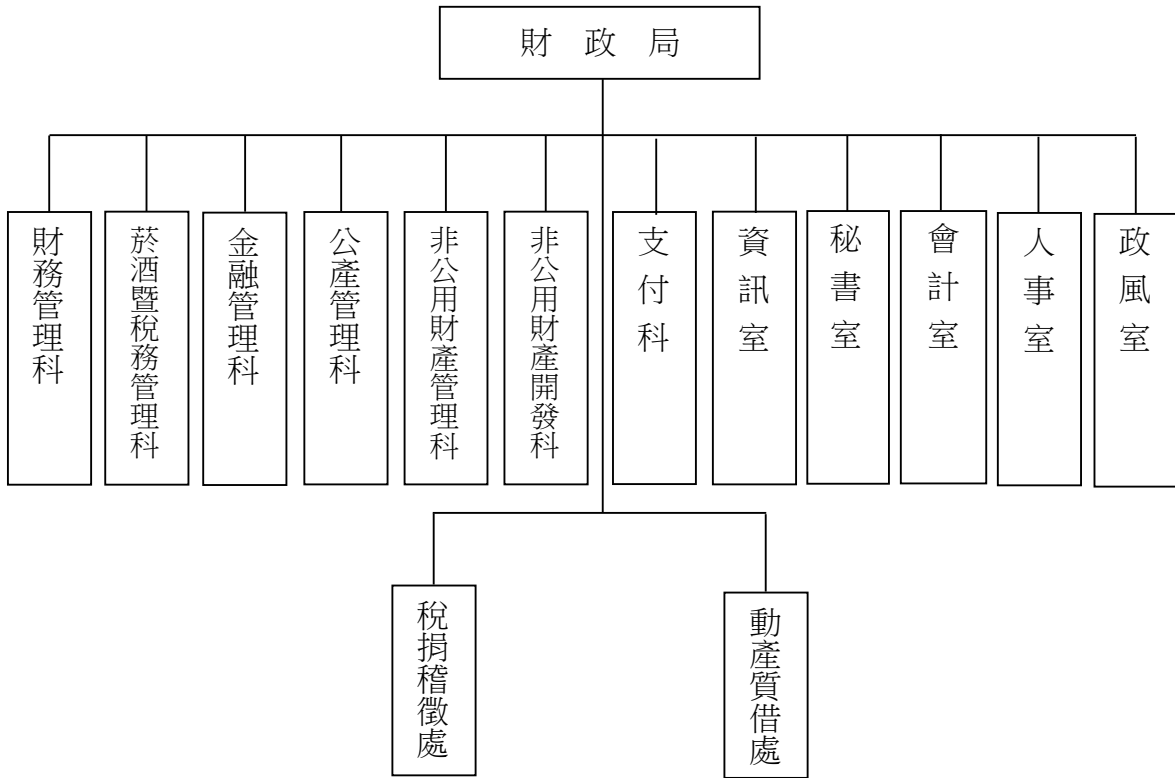 財政局
財務管理科
菸酒暨稅務管理科
金融管理科
公產管理科
非公用財產管理科
非公用財產開發科
支付科
資訊室
秘書室
會計室
人事室
政風室
稅捐稽徵處
動產質借處